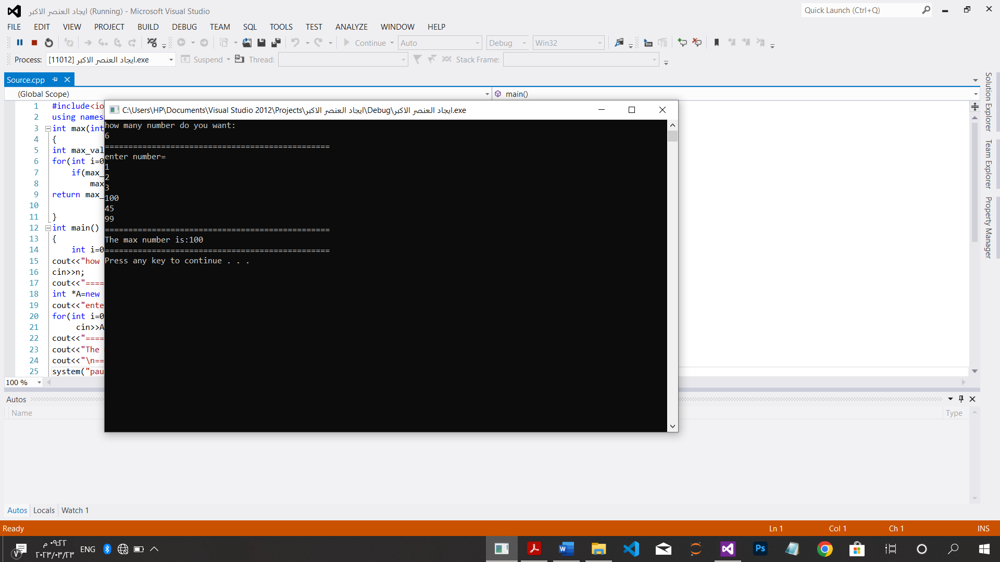 ايجاد العنصر الاكبر (Running) - Microsoft Visual Studio
Quick Launch (Ctrl+Q)
FILE EDIT VIEW PROJECT BUILD DEBUG TEAM SQL TOOLS TEST ANALYZE WINDOW HELP
Continue Auto Debug Win32
Process: [11012] ايجاد العنصر الاكبر.exe Suspend Thread: Stack Frame:
Source.cpp
(Global Scope) main()
C:\Users\HP\Documents\Visual Studio 2012\Projects\ايجاد العنصر الاكبر\Debug\ايجاد العنصر الاكبر.exe
how many number do you want:
6
================================================
enter number=
1
2
3
100
45
99
================================================
The max number is:100
================================================
Press any key to continue . . .
1 #include<io
2 using names
3 int max(int
4 {
5 int max_val
6 for(int i=0
7 if(max_
8 max
9 return max_
10
11 }
12 int main()
13 {
14 int i=0
15 cout<<"how
16 cin>>n;
17 cout<<"====
18 int *A=new
19 cout<<"ente
20 for(int i=0
21 cin>>A
22 cout<<"====
23 cout<<"The
24 cout<<"\n==
25 system("pau
100 %
Solution Explorer
Team Explorer
Property Manager
Autos
Name Type
Autos Locals Watch 1
Ready Ln 1 Col 1 Ch 1 INS
٧
٠٩:٢٢ م
٢٠٢٣/٠٣/٢٣
ENG
W
Ps